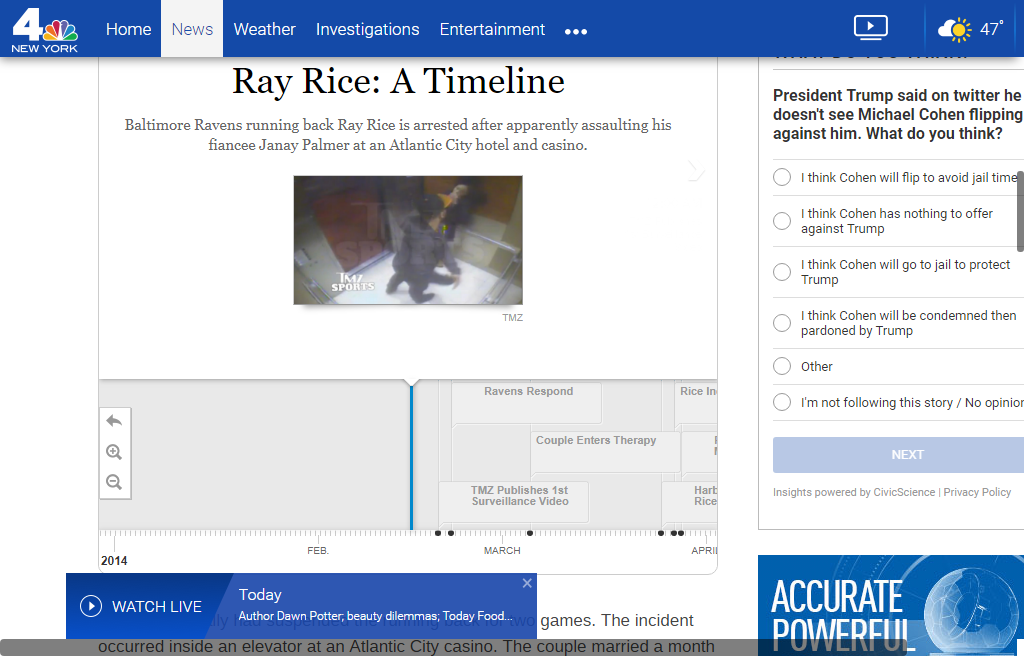 4
NEW YORK
Home
News
Weather
Investigations
Entertainment
47°
Ray Rice: A Timeline
Baltimore Ravens running back Ray Rice is arrested after apparently assaulting his
fiancee Janay Palmer at an Atlantic City hotel and casino.
TMZ
SPORTS
TMZ
Ravens Respond
Rice In
Couple Enters Therapy
TMZ Publishes 1st
Surveillance Video
Harb
Rice
2014
FEB.
MARCH
APRIL
WATCH LIVE
Today
Author Dawn Potter; beauty dilemmas; Today Food...
games. The incident
occurred inside an elevator at an Atlantic City casino. The couple married a month
President Trump said on twitter he
doesn't see Michael Cohen flipping
against him. What do you think?
I think Cohen will flip to avoid jail time
I think Cohen has nothing to offer
against Trump
I think Cohen will go to jail to protect
Trump
I think Cohen will be condemned then
pardoned by Trump
Other
I'm not following this story / No opinion
NEXT
Insights powered by CivicScience | Privacy Policy
ACCURATE
POWERFUL